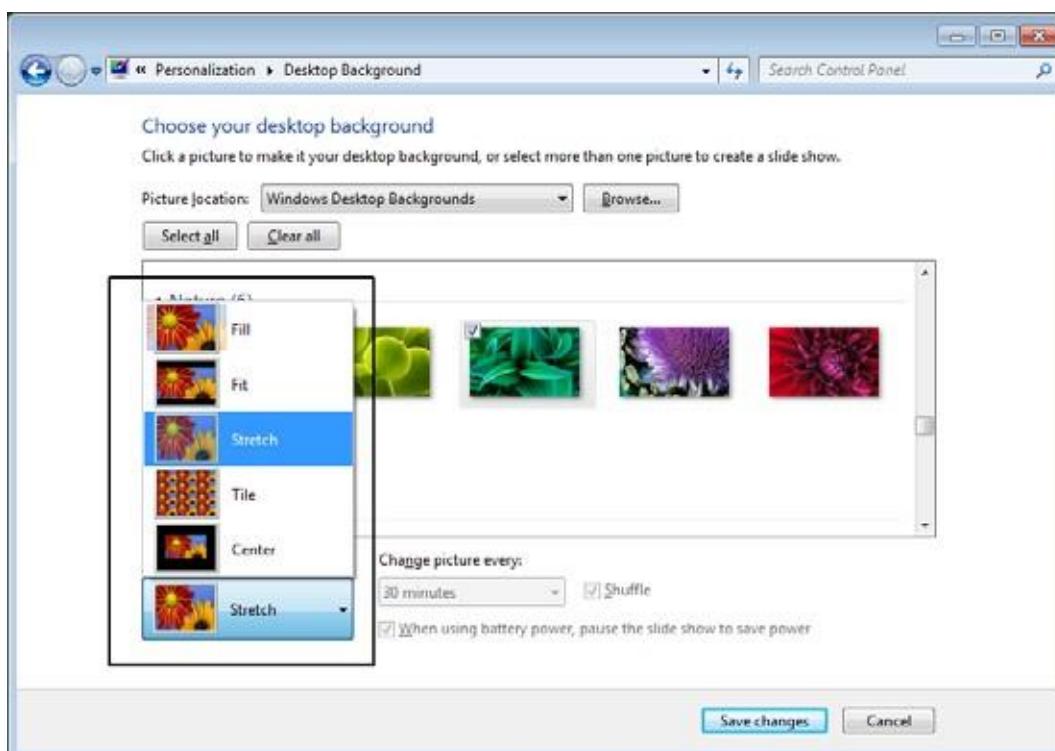 « Personalization ▸ Desktop Background
Search Control Panel
Choose your desktop background
Click a picture to make it your desktop background, or select more than one picture to create a slide show.
Picture location: Windows Desktop Backgrounds Browse...
Select all Clear all
Nature (6)
Fill
Fit
Stretch
Tile
Center
Change picture every:
Stretch 30 minutes Shuffle
When using battery power, pause the slide show to save power
Save changes Cancel